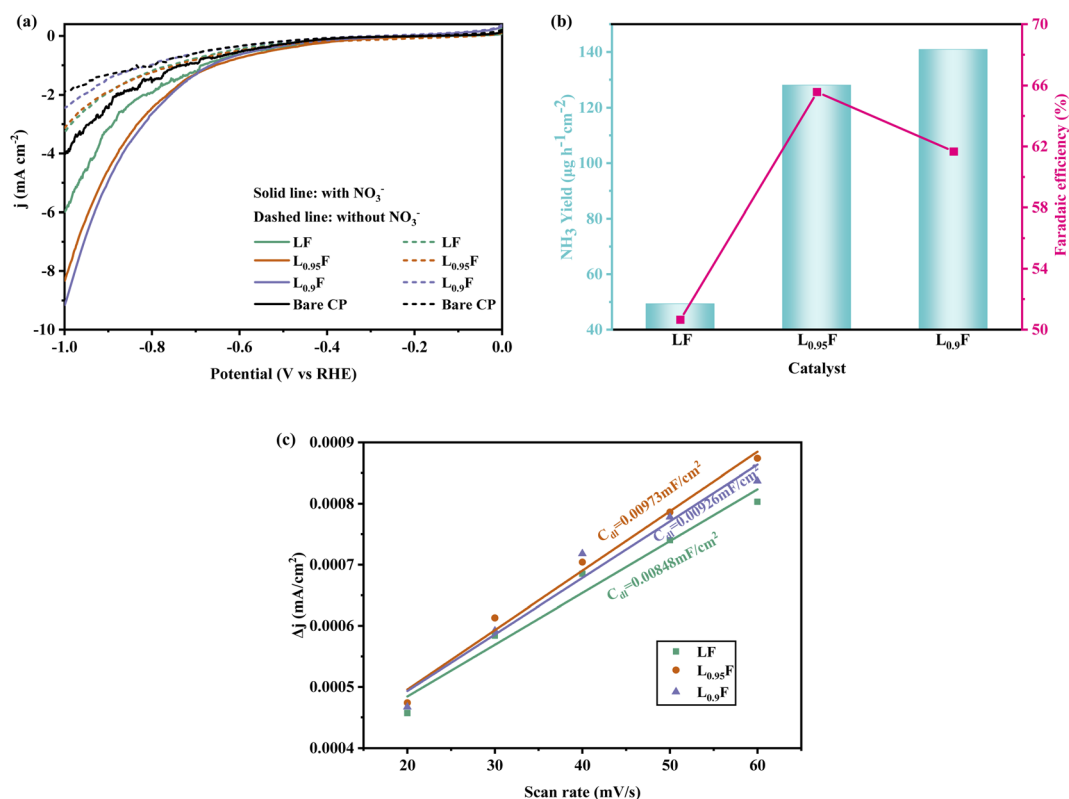 (a)
0
-2
-4
-6
-8
-10
-1.0
-0.8
-0.6
-0.4
-0.2
0.0
j (mA cm⁻²)
Potential (V vs RHE)
Solid line: with NO₃⁻
Dashed line: without NO₃⁻
LF
LF
L₀.₉₅F
L₀.₉₅F
L₀.₉F
L₀.₉F
Bare CP
Bare CP
(b)
140
120
100
80
60
40
NH₃ Yield (μg h⁻¹cm⁻²)
70
66
62
58
54
50
Faradaic efficiency (%)
LF
L₀.₉₅F
L₀.₉F
Catalyst
(c)
0.0009
0.0008
0.0007
0.0006
0.0005
0.0004
Δj (mA/cm²)
C_dl=0.00973mF/cm²
C_dl=0.00926mF/cm²
C_dl=0.00848mF/cm²
LF
L₀.₉₅F
L₀.₉F
20
30
40
50
60
Scan rate (mV/s)